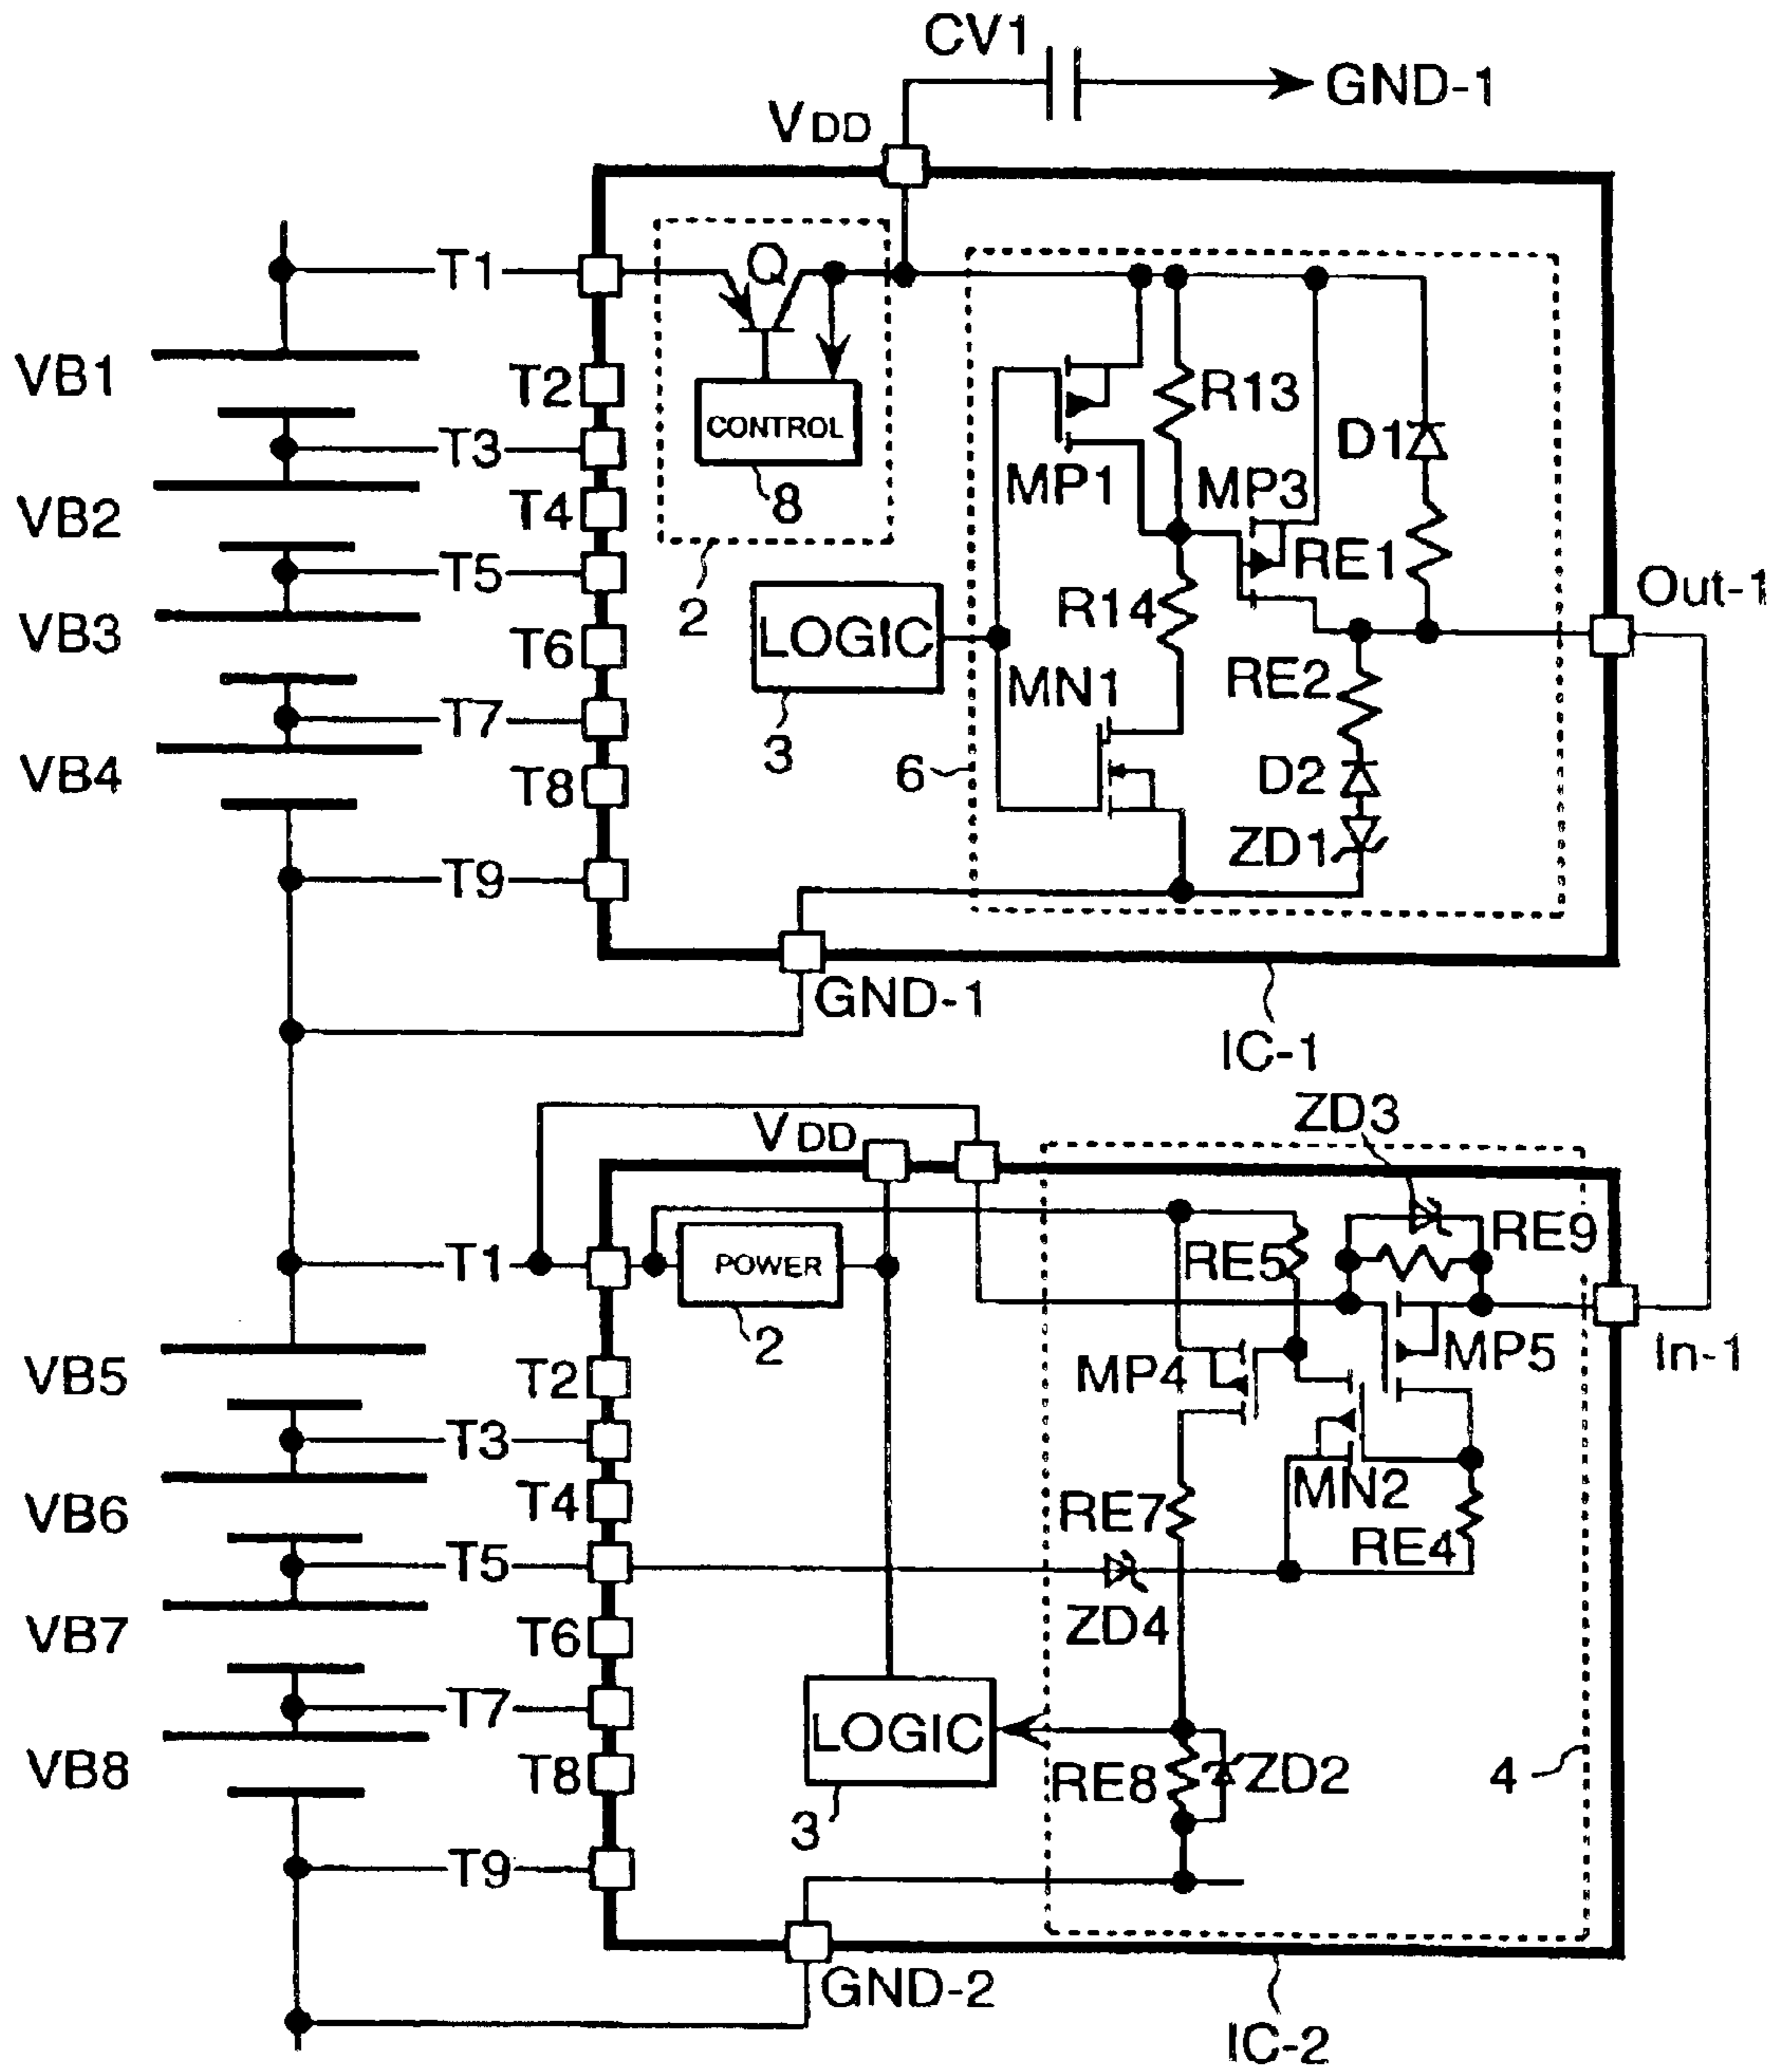 CV1
GND-1
VDD
T1
Q
VB1
T2
CONTROL
R13
D1
T3
MP1
MP3
VB2
T4
8
T5
RE1
Out-1
2
R14
VB3
T6
LOGIC
MN1
RE2
T7
3
6
D2
VB4
T8
ZD1
T9
GND-1
IC-1
ZD3
VDD
T1
POWER
RE5
RE9
2
MP5
In-1
VB5
T2
MP4
T3
VB6
T4
RE7
MN2
RE4
T5
VB7
T6
ZD4
T7
LOGIC
VB8
T8
RE8
ZD2
4
3
T9
GND-2
IC-2